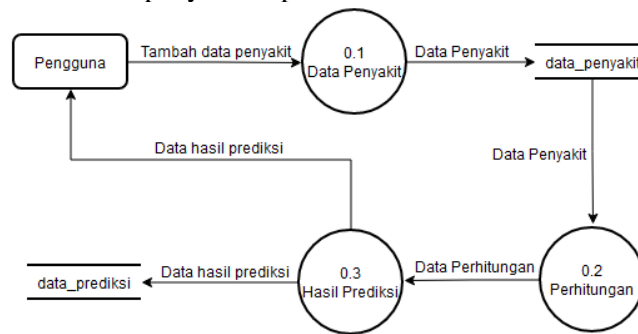 Pengguna
Tambah data penyakit
0.1
Data Penyakit
Data Penyakit
data_penyakit
Data hasil prediksi
Data Penyakit
data_prediksi
Data hasil prediksi
0.3
Hasil Prediksi
Data Perhitungan
0.2
Perhitungan